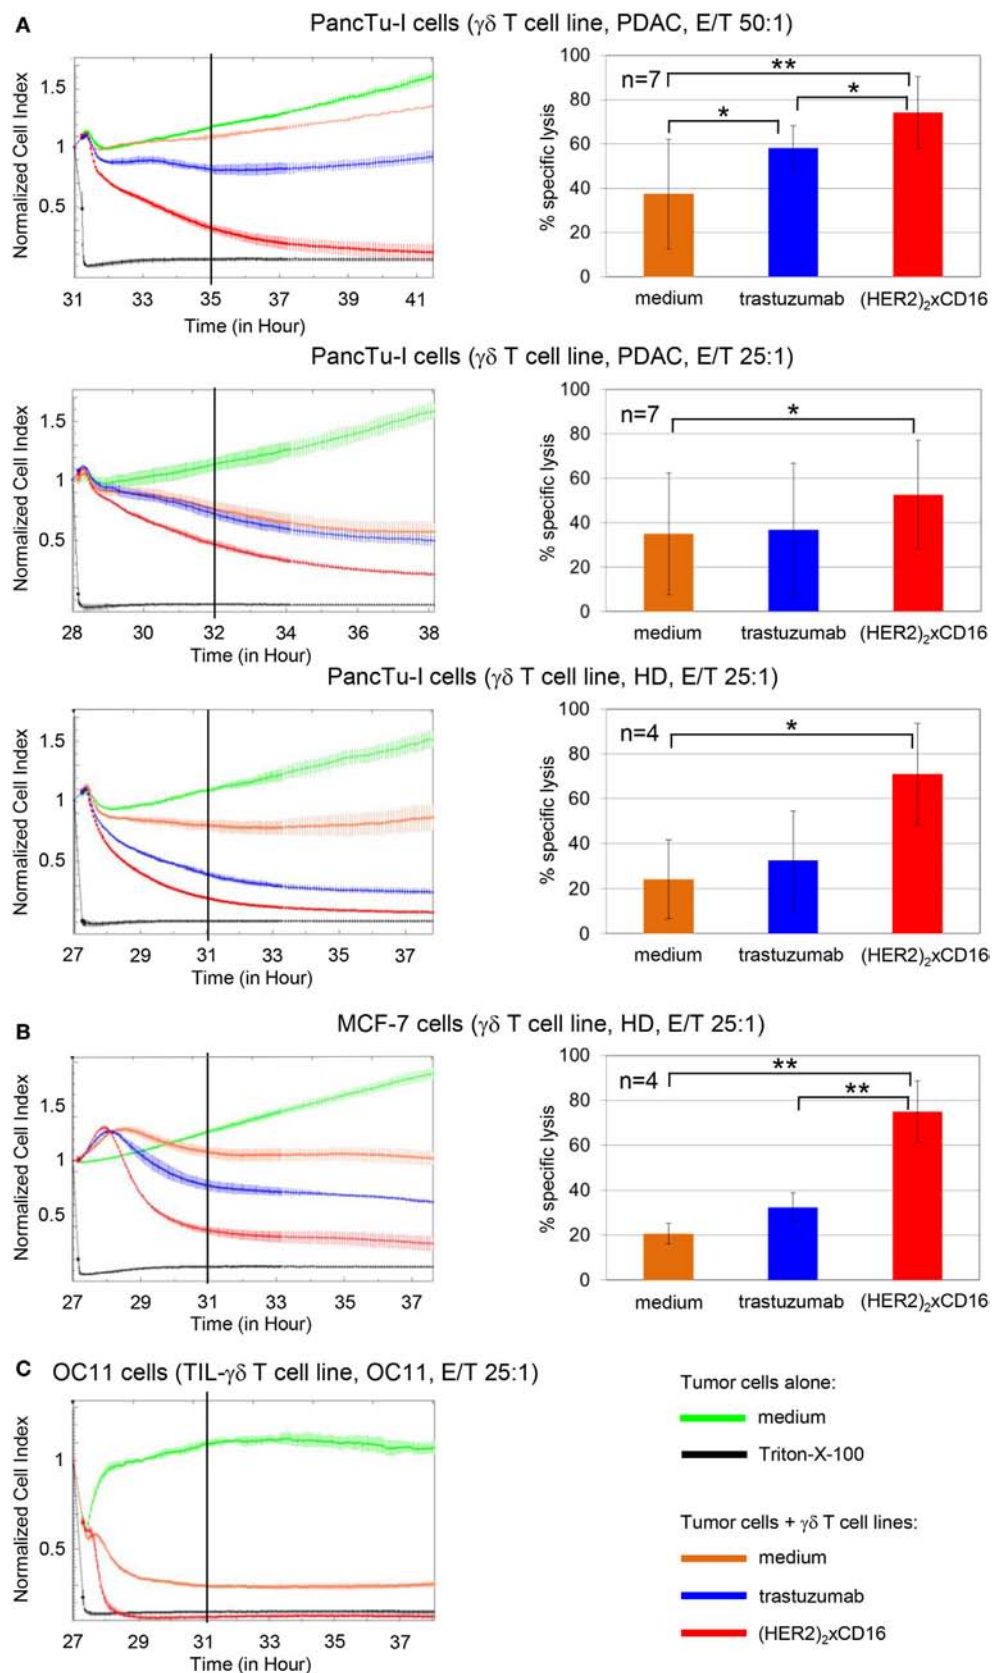 A
PancTu-I cells (γδ T cell line, PDAC, E/T 50:1)
Normalized Cell Index
1.5
1
0.5
31 33 35 37 39 41
Time (in Hour)
% specific lysis
100
80
60
40
20
0
n=7
**
*
*
medium trastuzumab (HER2)₂xCD16
PancTu-I cells (γδ T cell line, PDAC, E/T 25:1)
Normalized Cell Index
1.5
1
0.5
28 30 32 34 36 38
Time (in Hour)
% specific lysis
100
80
60
40
20
0
n=7
*
medium trastuzumab (HER2)₂xCD16
PancTu-I cells (γδ T cell line, HD, E/T 25:1)
Normalized Cell Index
1.5
1
0.5
27 29 31 33 35 37
Time (in Hour)
% specific lysis
100
80
60
40
20
0
n=4
*
medium trastuzumab (HER2)₂xCD16
B
MCF-7 cells (γδ T cell line, HD, E/T 25:1)
Normalized Cell Index
1.5
1
0.5
27 29 31 33 35 37
Time (in Hour)
% specific lysis
100
80
60
40
20
0
n=4
**
**
medium trastuzumab (HER2)₂xCD16
C
OC11 cells (TIL-γδ T cell line, OC11, E/T 25:1)
Normalized Cell Index
1
0.5
27 29 31 33 35 37
Time (in Hour)
Tumor cells alone:
medium
Triton-X-100
Tumor cells + γδ T cell lines:
medium
trastuzumab
(HER2)₂xCD16